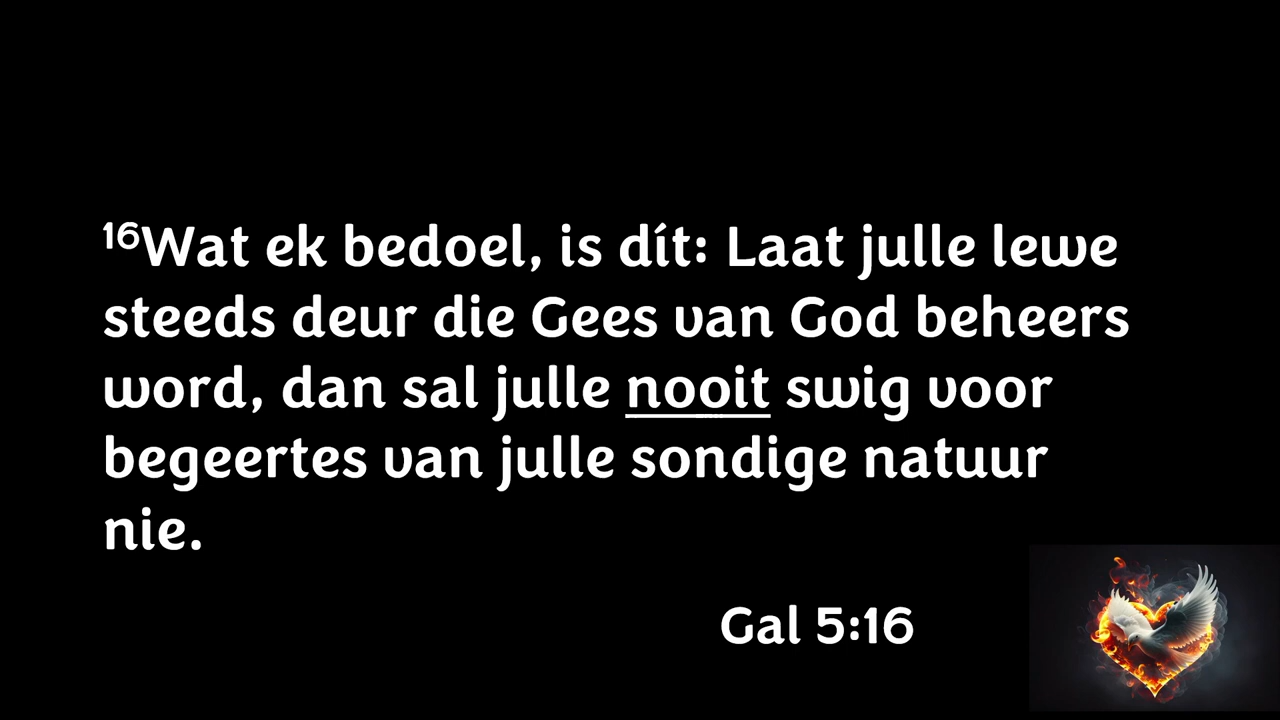 ¹⁶Wat ek bedoel, is dít: Laat julle lewe
steeds deur die Gees van God beheers
word, dan sal julle nooit swig voor
begeertes van julle sondige natuur
nie.
Gal 5:16